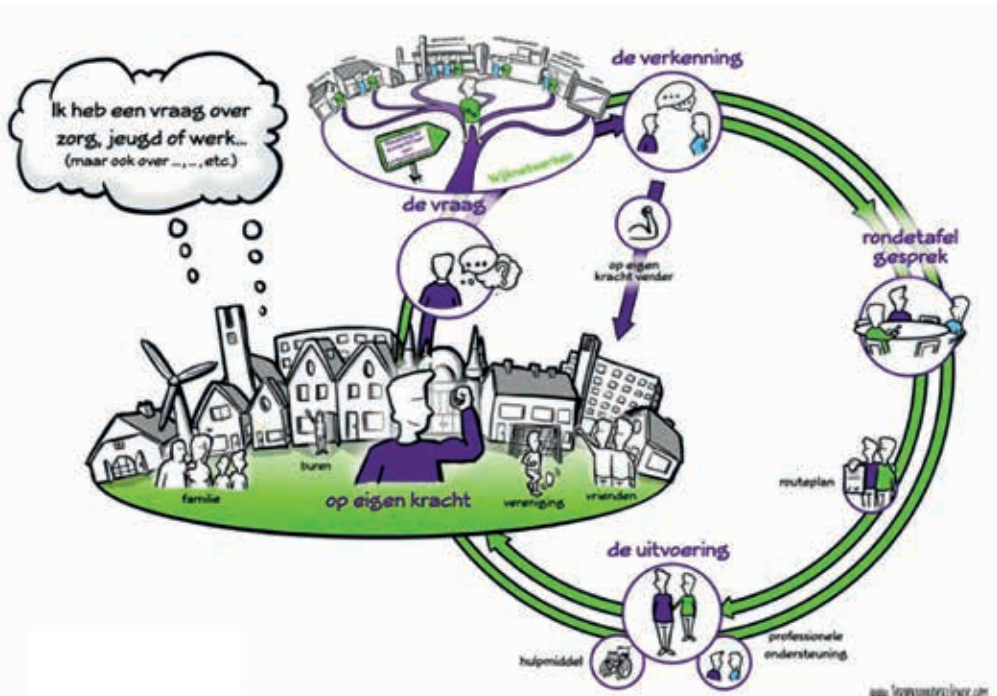 Ik heb een vraag over
zorg, jeugd of werk...
(maar ook over ..., ..., etc.)
de verkenning
wijknetwerken
de vraag
op eigen
kracht verder
rondetafel
gesprek
familie
buren
op eigen kracht
vereniging
vrienden
routeplan
de uitvoering
hulpmiddel
professionele
ondersteuning